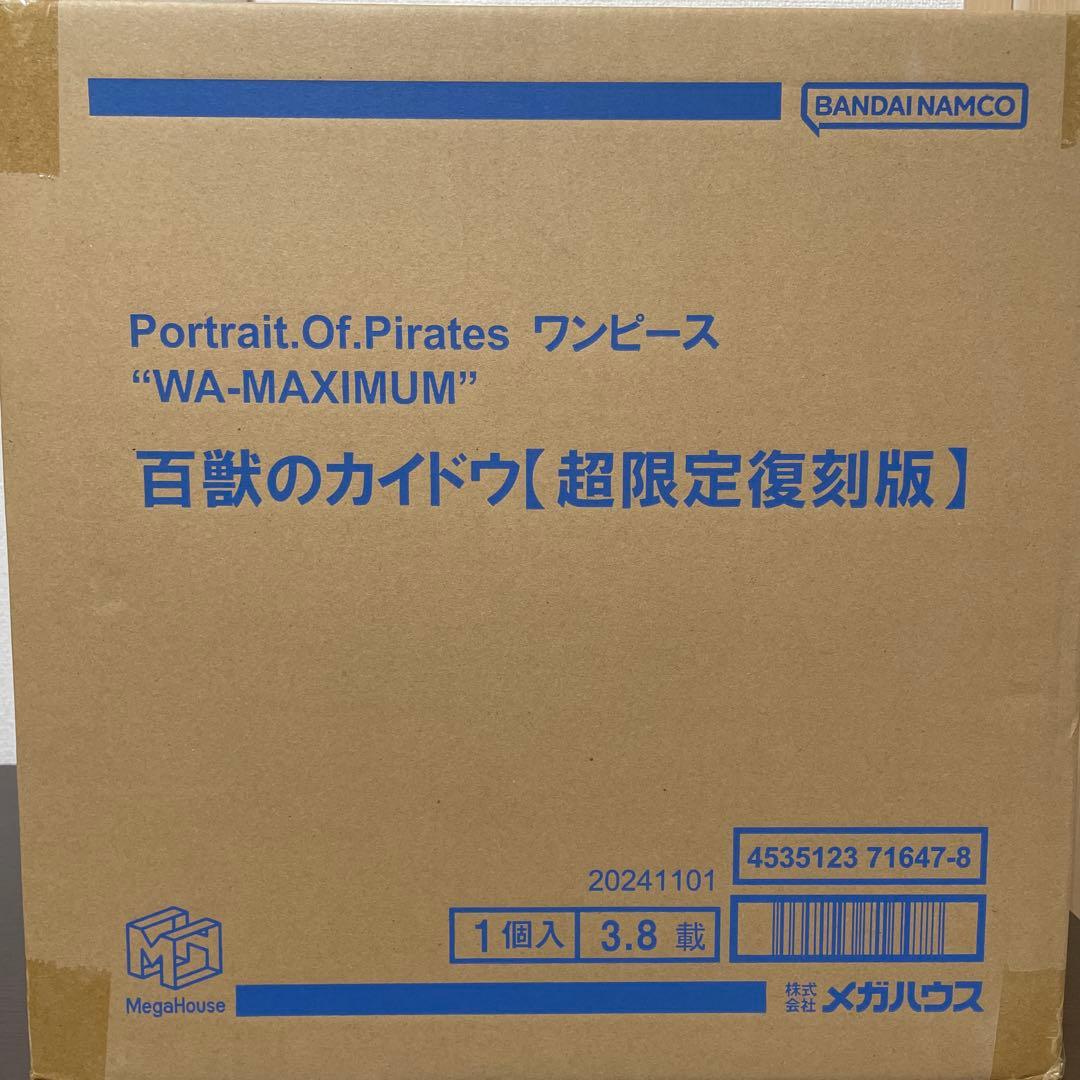 BANDAI NAMCO
Portrait.Of.Pirates ワンピース
“WA-MAXIMUM”
百獣のカイドウ【超限定復刻版】
4535123 71647-8
20241101
1個入 3.8 載
MegaHouse
株式会社 メガハウス